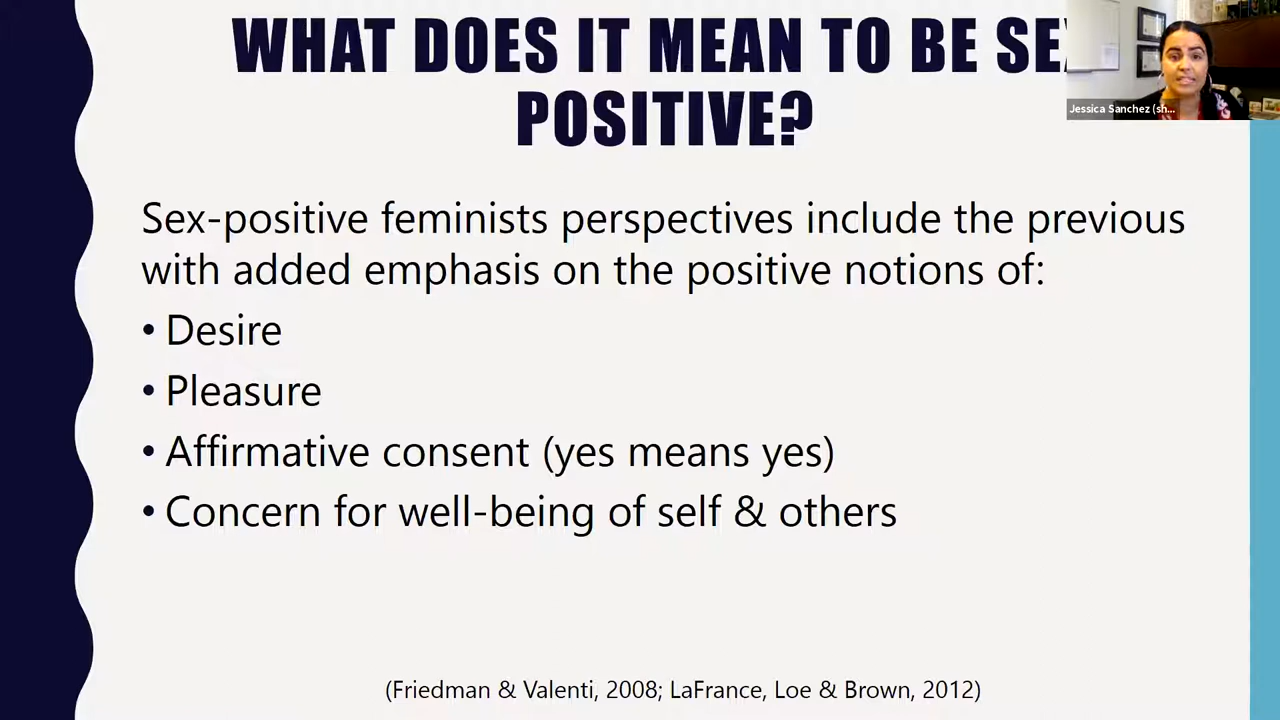 WHAT DOES IT MEAN TO BE SE
POSITIVE?
Jessica Sanchez (sh...
Sex-positive feminists perspectives include the previous
with added emphasis on the positive notions of:
• Desire
• Pleasure
• Affirmative consent (yes means yes)
• Concern for well-being of self & others
(Friedman & Valenti, 2008; LaFrance, Loe & Brown, 2012)